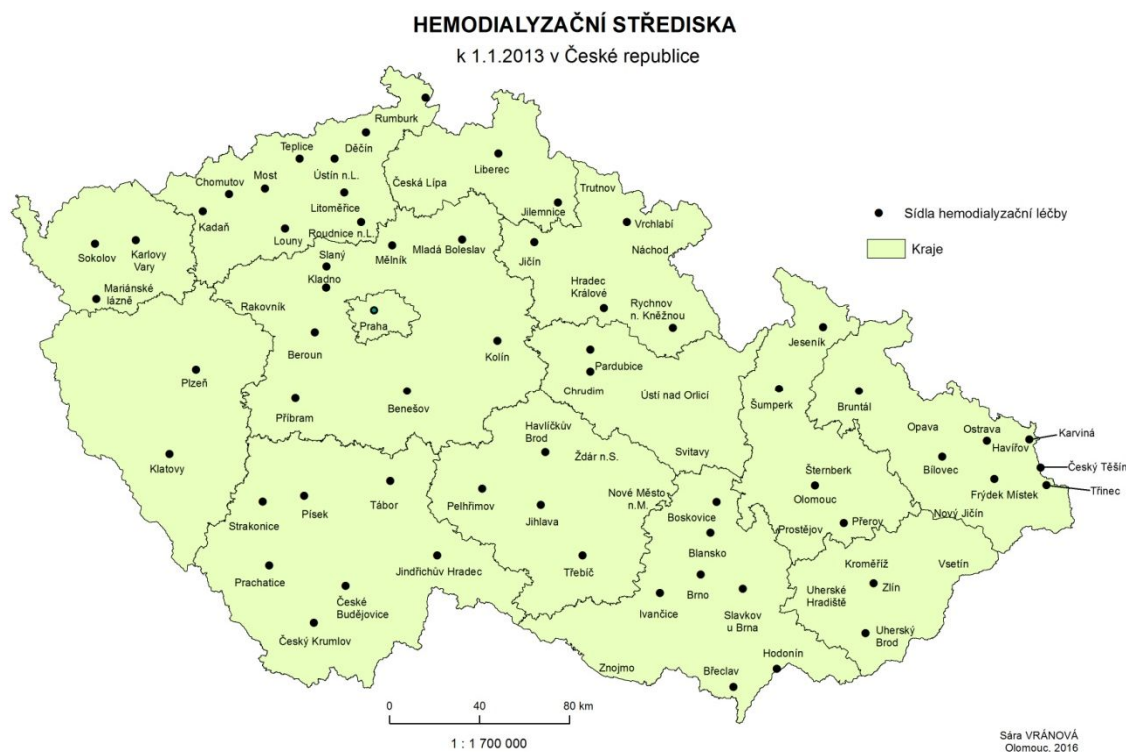 HEMODIALYZAČNÍ STŘEDISKA
k 1.1.2013 v České republice
Rumburk
Teplice
Děčín
Ústín n.L.
Most
Chomutov
Litoměřice
Kadaň
Roudnice n.L.
Louny
Česká Lípa
Liberec
Jilemnice
Trutnov
Vrchlabí
Náchod
Jičín
Hradec
Králové
Rychnov
n. Kněžnou
Sokolov
Karlovy
Vary
Mariánské
lázně
Mělník
Mladá Boleslav
Slaný
Kladno
Rakovník
Praha
Beroun
Kolín
Příbram
Benešov
Plzeň
Klatovy
Pardubice
Chrudim
Ústí nad Orlicí
Svitavy
Havlíčkův
Brod
Ždár n.S.
Nové Město
n.M.
Pelhřimov
Jihlava
Třebíč
Strakonice
Písek
Tábor
Prachatice
Jindřichův Hradec
České
Budějovice
Český Krumlov
Boskovice
Blansko
Brno
Ivančice
Slavkov
u Brna
Znojmo
Hodonín
Břeclav
Jeseník
Šumperk
Šternberk
Olomouc
Prostějov
Přerov
Bruntál
Opava
Ostrava
Havířov
Karviná
Český Těšín
Třinec
Bílovec
Frýdek Místek
Nový Jičín
Kroměříž
Vsetín
Uherské
Hradiště
Zlín
Uherský
Brod
Sídla hemodialyzační léčby
Kraje
0 40 80 km
1 : 1 700 000
Sára VRÁNOVÁ
Olomouc, 2016